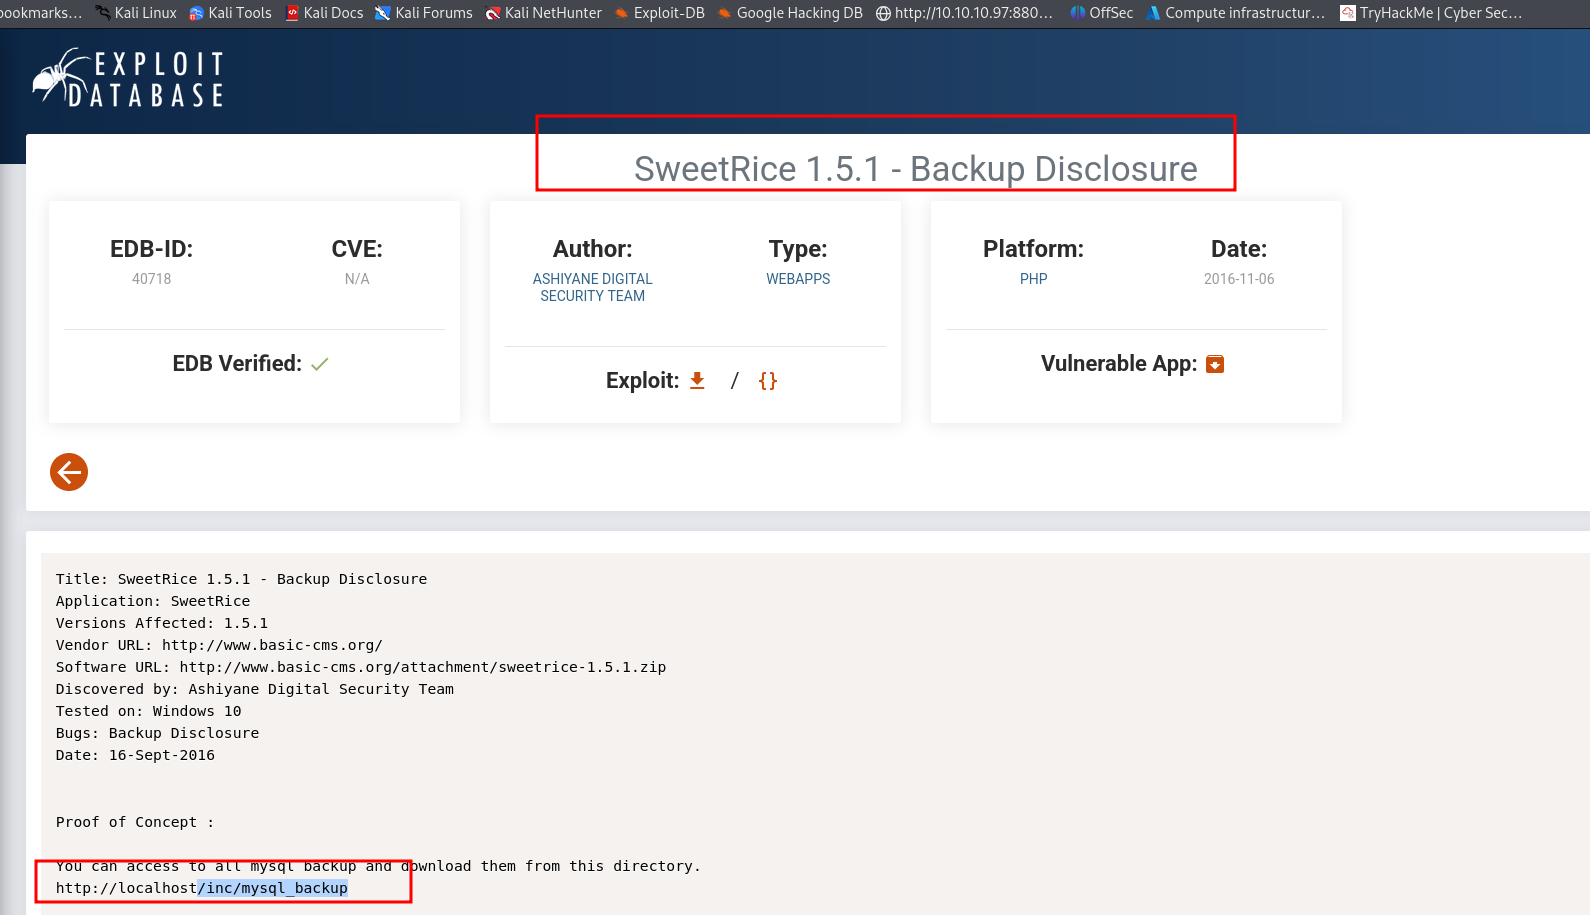 ookmarks... Kali Linux Kali Tools Kali Docs Kali Forums Kali NetHunter Exploit-DB Google Hacking DB http://10.10.10.97:880... OffSec Compute infrastructur... TryHackMe | Cyber Sec...
EXPLOIT
DATABASE
SweetRice 1.5.1 - Backup Disclosure
EDB-ID:
40718
CVE:
N/A
EDB Verified:
Author:
ASHIYANE DIGITAL
SECURITY TEAM
Type:
WEBAPPS
Exploit: / {}
Platform:
PHP
Date:
2016-11-06
Vulnerable App:
Title: SweetRice 1.5.1 - Backup Disclosure
Application: SweetRice
Versions Affected: 1.5.1
Vendor URL: http://www.basic-cms.org/
Software URL: http://www.basic-cms.org/attachment/sweetrice-1.5.1.zip
Discovered by: Ashiyane Digital Security Team
Tested on: Windows 10
Bugs: Backup Disclosure
Date: 16-Sept-2016
Proof of Concept :
You can access to all mysql backup and download them from this directory.
http://localhost/inc/mysql_backup